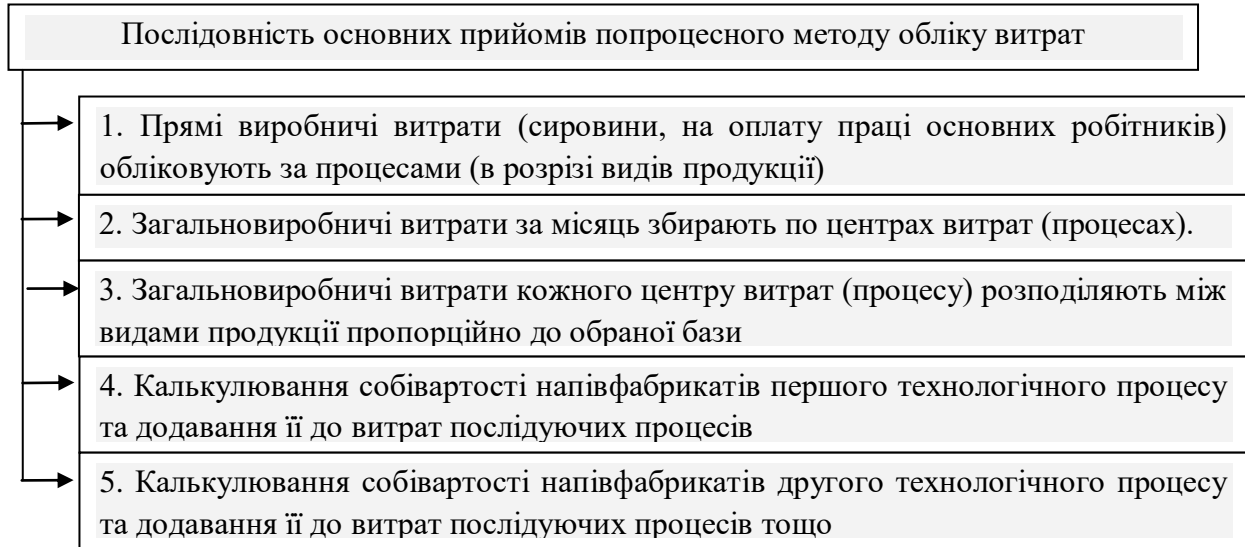 Послідовність основних прийомів попроцесного методу обліку витрат
1. Прямі виробничі витрати (сировини, на оплату праці основних робітників)
обліковують за процесами (в розрізі видів продукції)
2. Загальновиробничі витрати за місяць збирають по центрах витрат (процесах).
3. Загальновиробничі витрати кожного центру витрат (процесу) розподіляють між
видами продукції пропорційно до обраної бази
4. Калькулювання собівартості напівфабрикатів першого технологічного процесу
та додавання її до витрат послідуючих процесів
5. Калькулювання собівартості напівфабрикатів другого технологічного процесу
та додавання її до витрат послідуючих процесів тощо